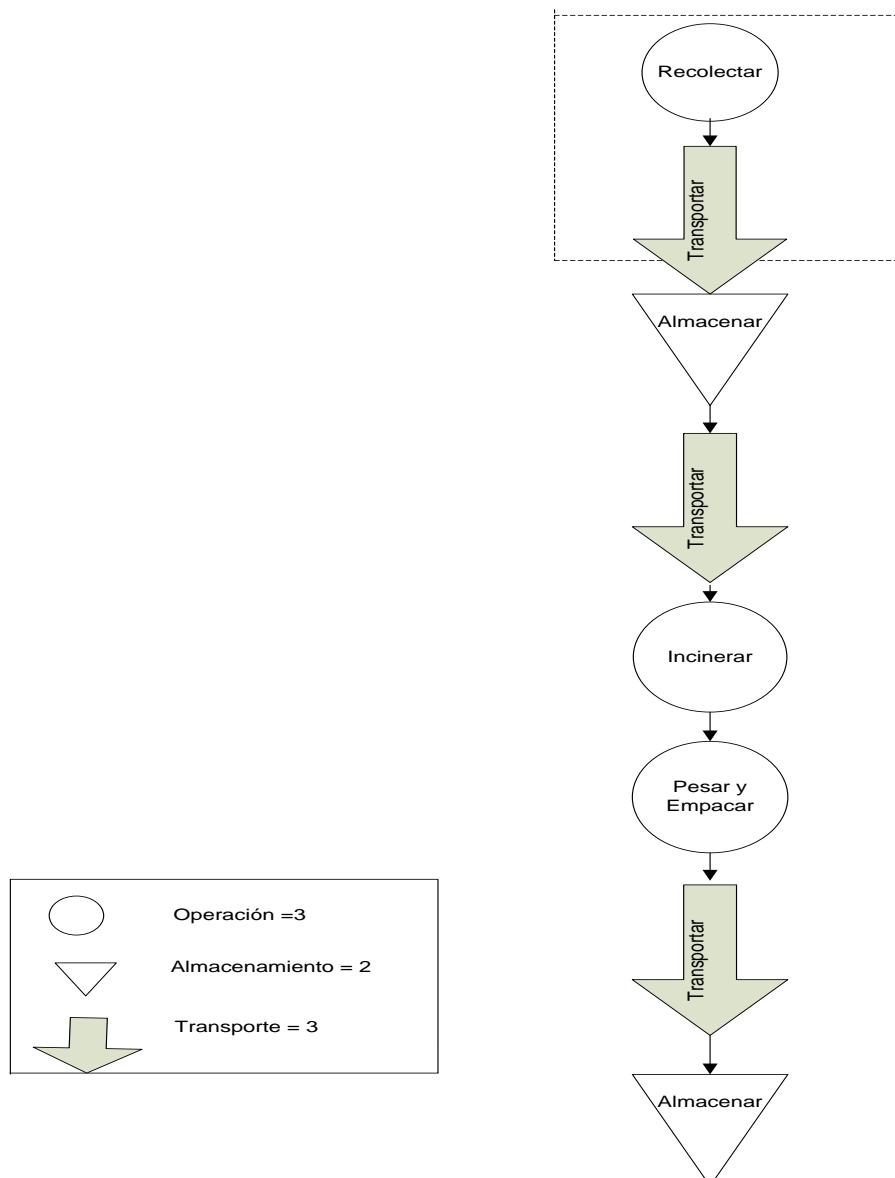 Recolectar
Transportar
Almacenar
Transportar
Incinerar
Pesar y
Empacar
Transportar
Almacenar
Operación =3
Almacenamiento = 2
Transporte = 3